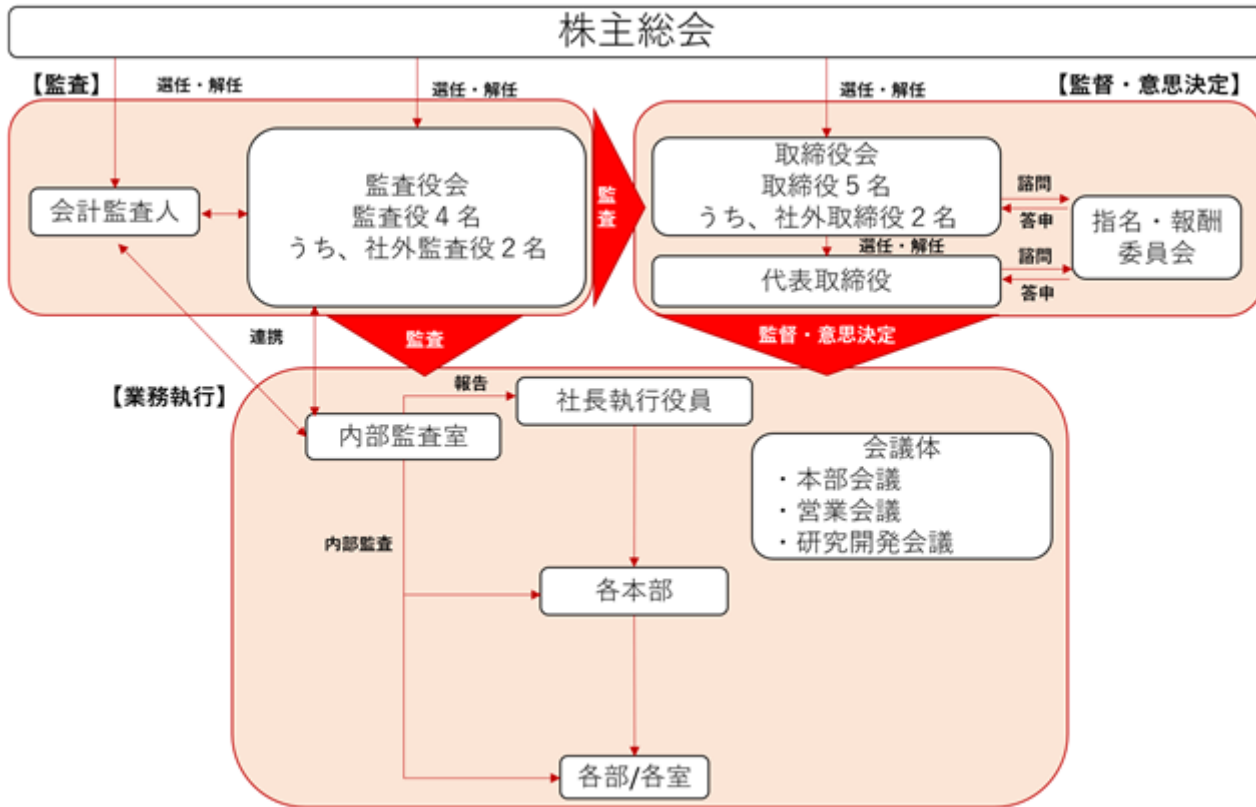 株主総会
【監査】
選任・解任
選任・解任
選任・解任
【監督・意思決定】
会計監査人
監査役会
監査役4名
うち、社外監査役2名
監査
取締役会
取締役5名
うち、社外取締役2名
諮問
答申
指名・報酬
委員会
選任・解任
代表取締役
諮問
答申
連携
監査
監督・意思決定
【業務執行】
報告
社長執行役員
内部監査室
会議体
・本部会議
・営業会議
・研究開発会議
内部監査
各本部
各部/各室